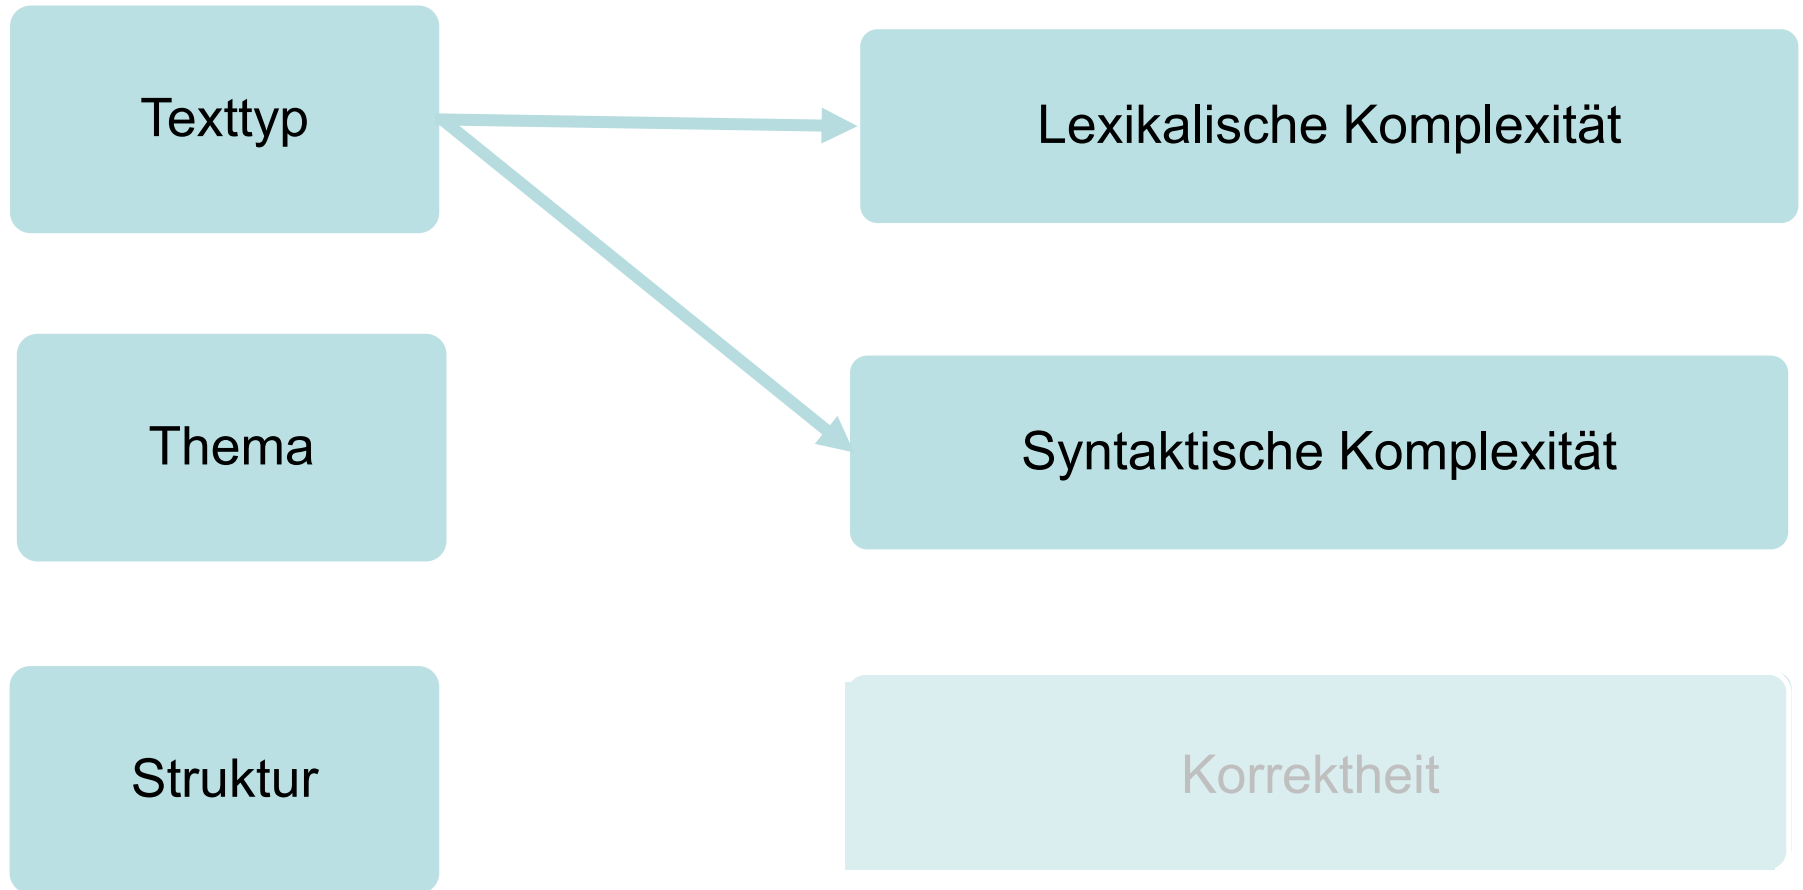 Texttyp
Lexikalische Komplexität
Thema
Syntaktische Komplexität
Struktur
Korrektheit